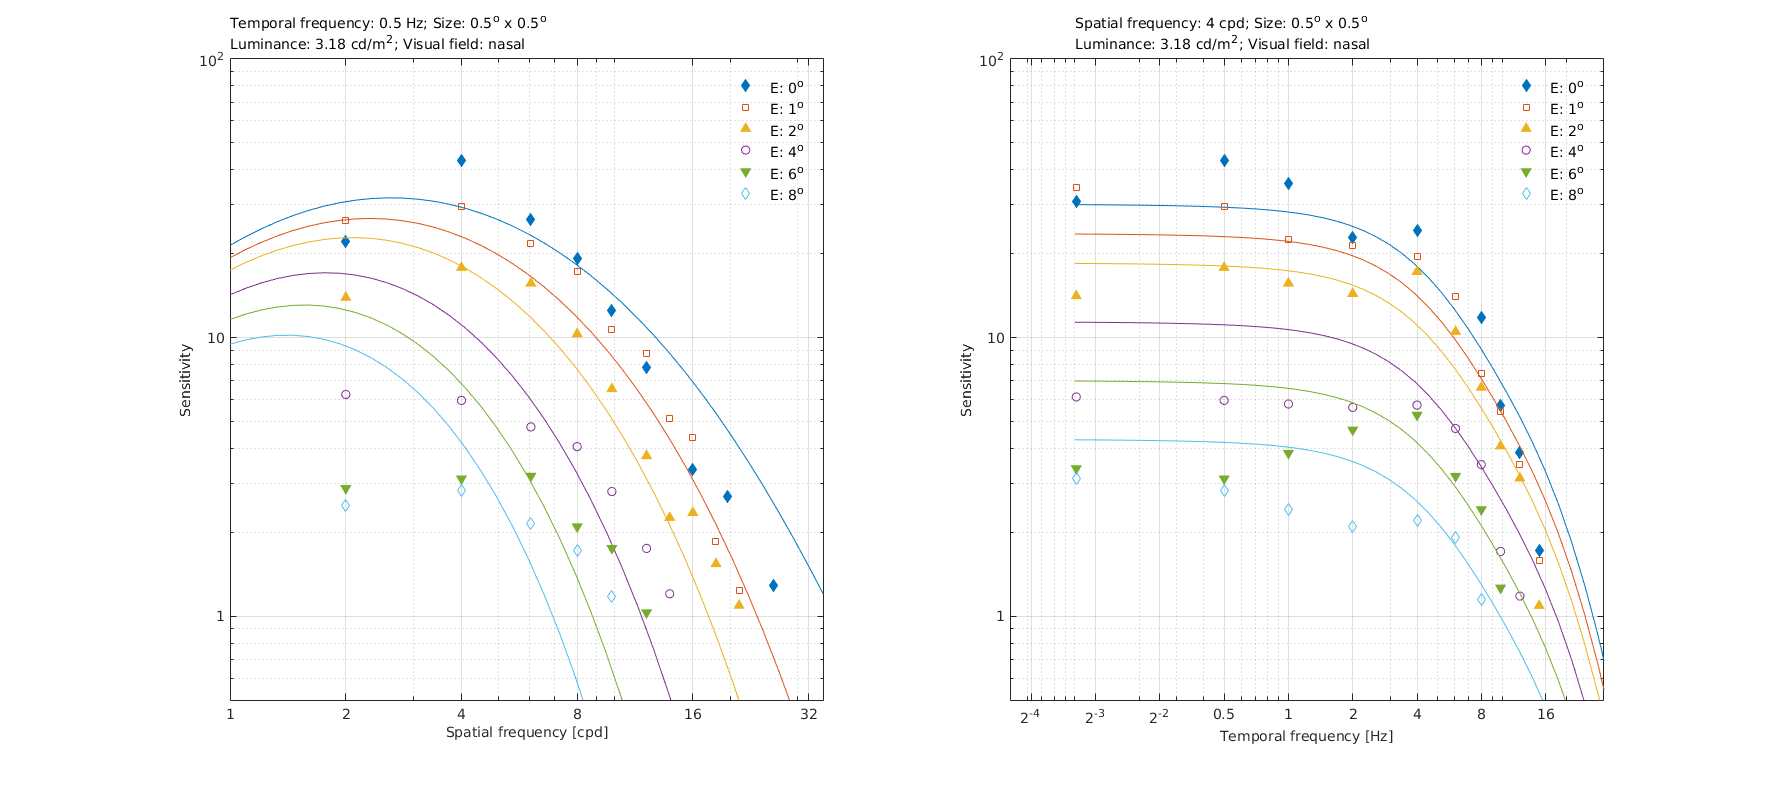 Temporal frequency: 0.5 Hz; Size: 0.5° x 0.5°
Luminance: 3.18 cd/m²; Visual field: nasal
10²
10
1
Sensitivity
E: 0°
E: 1°
E: 2°
E: 4°
E: 6°
E: 8°
1 2 4 8 16 32
Spatial frequency [cpd]
Spatial frequency: 4 cpd; Size: 0.5° x 0.5°
Luminance: 3.18 cd/m²; Visual field: nasal
10²
10
1
Sensitivity
E: 0°
E: 1°
E: 2°
E: 4°
E: 6°
E: 8°
2⁻⁴ 2⁻³ 2⁻² 0.5 1 2 4 8 16
Temporal frequency [Hz]